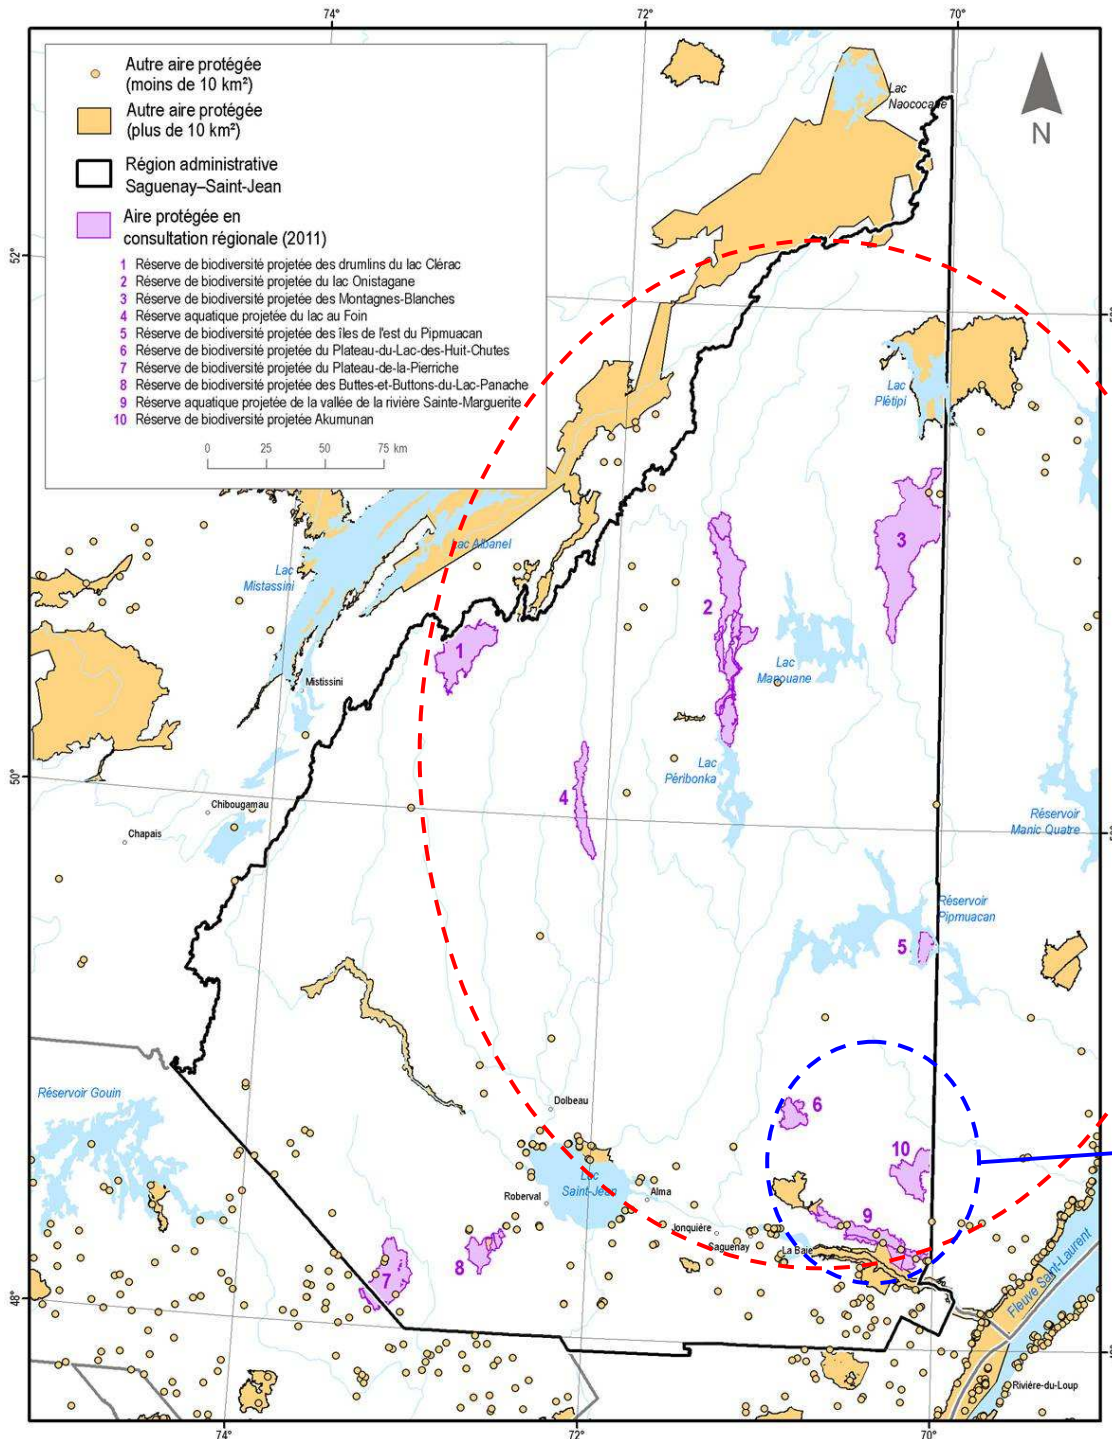 74°
72°
70°
Autre aire protégée
(moins de 10 km²)
Autre aire protégée
(plus de 10 km²)
Région administrative
Saguenay–Saint-Jean
Aire protégée en
consultation régionale (2011)
1 Réserve de biodiversité projetée des drumlins du lac Clérac
2 Réserve de biodiversité projetée du lac Onistagane
3 Réserve de biodiversité projetée des Montagnes-Blanches
4 Réserve aquatique projetée du lac au Foin
5 Réserve de biodiversité projetée des îles de l'est du Pipmuacan
6 Réserve de biodiversité projetée du Plateau-du-Lac-des-Huit-Chutes
7 Réserve de biodiversité projetée du Plateau-de-la-Pierriche
8 Réserve de biodiversité projetée des Buttes-et-Buttons-du-Lac-Panache
9 Réserve aquatique projetée de la vallée de la rivière Sainte-Marguerite
10 Réserve de biodiversité projetée Akumunan
0 25 50 75 km
N
Lac
Naococane
52°
Lac
Plétipi
3
Lac Albanel
Lac
Mistassini
2
1
Lac
Manouane
Mistissini
Lac
Péribonka
50°
4
Chibougamau
Chapais
Réservoir
Manic Quatre
Réservoir
Pipmuacan
5
Réservoir Gouin
Dolbeau
6
10
Lac
Saint-Jean
Roberval
Alma
9
Jonquière
Saguenay
La Baie
8
7
48°
Fleuve Saint-Laurent
Rivière-du-Loup
74°
72°
70°